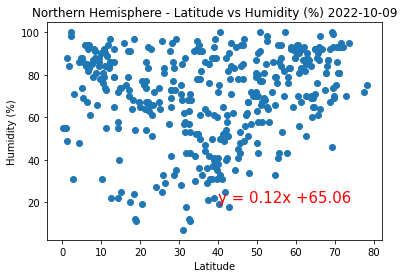 Northern Hemisphere - Latitude vs Humidity (%) 2022-10-09
100
80
60
40
20
Humidity (%)
y = 0.12x +65.06
0 10 20 30 40 50 60 70 80
Latitude